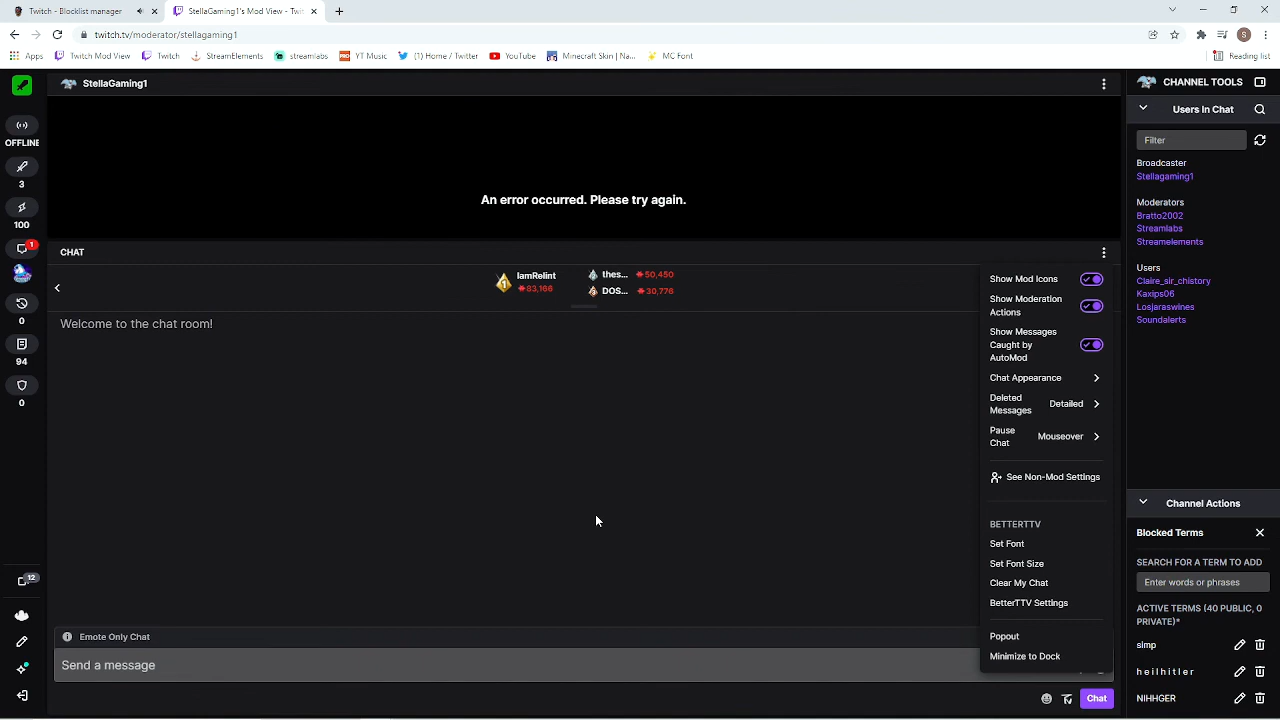 Twitch - Blocklist manager
StellaGaming1's Mod View - Twit
twitch.tv/moderator/stellagaming1
S
Apps
Twitch Mod View
Twitch
StreamElements
streamlabs
YT Music
(1) Home / Twitter
YouTube
Minecraft Skin | Na...
MC Font
Reading list
StellaGaming1
OFFLINE
3
100
1
0
94
0
12
An error occurred. Please try again.
CHAT
1
IamRelint
83,166
thes...
50,450
DOS...
30,776
Welcome to the chat room!
Emote Only Chat
Send a message
Chat
Show Mod Icons
Show Moderation
Actions
Show Messages
Caught by
AutoMod
Chat Appearance
Deleted
Messages
Detailed
Pause
Chat
Mouseover
See Non-Mod Settings
BETTERTTV
Set Font
Set Font Size
Clear My Chat
BetterTTV Settings
Popout
Minimize to Dock
CHANNEL TOOLS
Users In Chat
Filter
Broadcaster
Stellagaming1
Moderators
Bratto2002
Streamlabs
Streamelements
Users
Claire_sir_chistory
Kaxips06
Losjaraswines
Soundalerts
Channel Actions
Blocked Terms
SEARCH FOR A TERM TO ADD
Enter words or phrases
ACTIVE TERMS (40 PUBLIC, 0
PRIVATE)*
simp
h e i l h i t l e r
NIHHGER